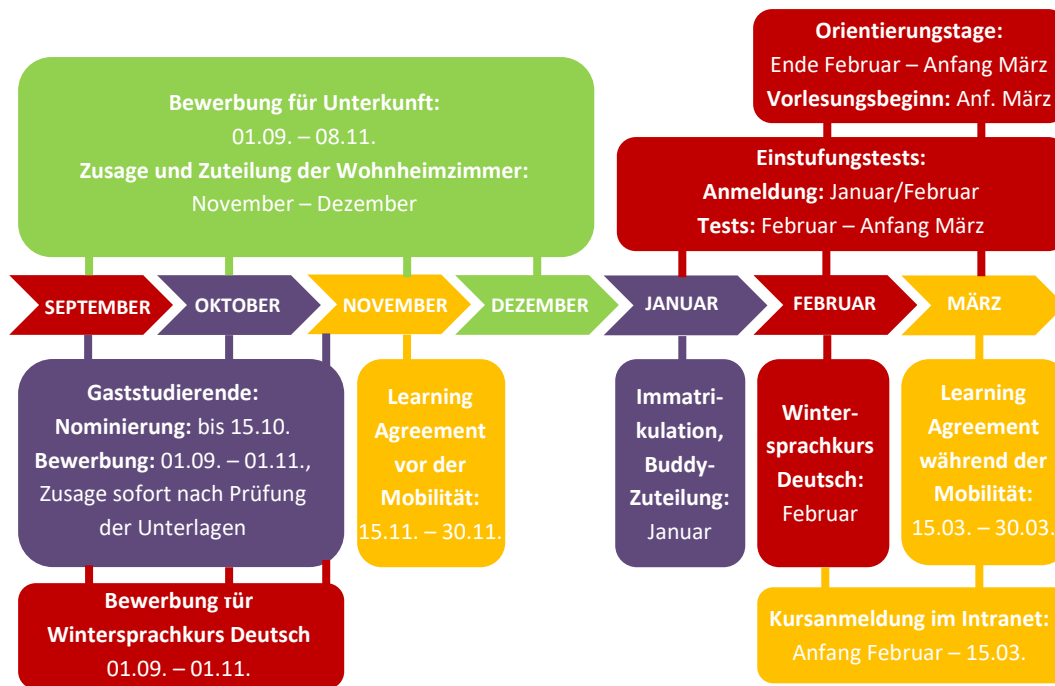 Orientierungstage:
Ende Februar – Anfang März
Vorlesungsbeginn: Anf. März
Bewerbung für Unterkunft:
01.09. – 08.11.
Zusage und Zuteilung der Wohnheimzimmer:
November – Dezember
Einstufungstests:
Anmeldung: Januar/Februar
Tests: Februar – Anfang März
SEPTEMBER
OKTOBER
NOVEMBER
DEZEMBER
JANUAR
FEBRUAR
MÄRZ
Gaststudierende:
Nominierung: bis 15.10.
Bewerbung: 01.09. – 01.11.,
Zusage sofort nach Prüfung
der Unterlagen
Learning
Agreement
vor der
Mobilität:
15.11. – 30.11.
Immatri-
kulation,
Buddy-
Zuteilung:
Januar
Winter-
sprachkurs
Deutsch:
Februar
Learning
Agreement
während der
Mobilität:
15.03. – 30.03.
Bewerbung für
Wintersprachkurs Deutsch
01.09. – 01.11.
Kursanmeldung im Intranet:
Anfang Februar – 15.03.